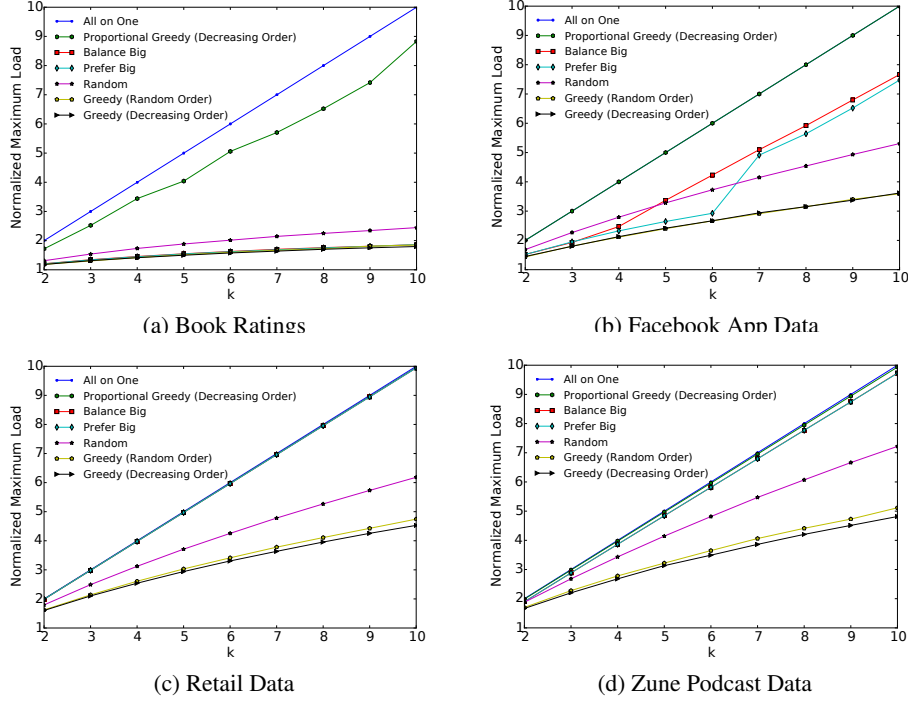 Normalized Maximum Load
10
9
8
7
6
5
4
3
2
1
All on One
Proportional Greedy (Decreasing Order)
Balance Big
Prefer Big
Random
Greedy (Random Order)
Greedy (Decreasing Order)
2 3 4 5 6 7 8 9 10
k
(a) Book Ratings
Normalized Maximum Load
10
9
8
7
6
5
4
3
2
1
All on One
Proportional Greedy (Decreasing Order)
Balance Big
Prefer Big
Random
Greedy (Random Order)
Greedy (Decreasing Order)
2 3 4 5 6 7 8 9 10
k
(b) Facebook App Data
Normalized Maximum Load
10
9
8
7
6
5
4
3
2
1
All on One
Proportional Greedy (Decreasing Order)
Balance Big
Prefer Big
Random
Greedy (Random Order)
Greedy (Decreasing Order)
2 3 4 5 6 7 8 9 10
k
(c) Retail Data
Normalized Maximum Load
10
9
8
7
6
5
4
3
2
1
All on One
Proportional Greedy (Decreasing Order)
Balance Big
Prefer Big
Random
Greedy (Random Order)
Greedy (Decreasing Order)
2 3 4 5 6 7 8 9 10
k
(d) Zune Podcast Data